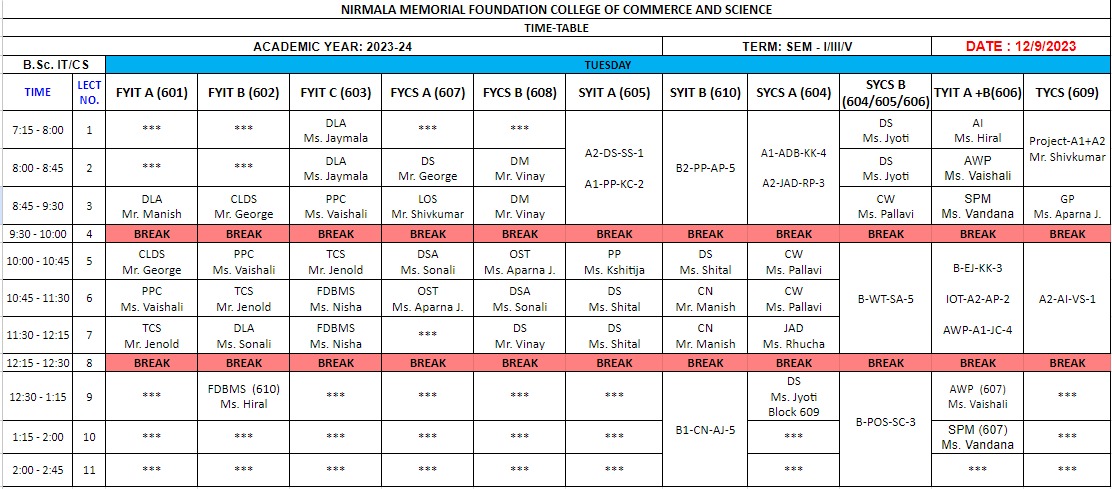 NIRMALA MEMORIAL FOUNDATION COLLEGE OF COMMERCE AND SCIENCE
TIME-TABLE
ACADEMIC YEAR: 2023-24 TERM: SEM - I/III/V DATE : 12/9/2023
B.Sc. IT/CS TUESDAY
TIME LECT NO. FYIT A (601) FYIT B (602) FYIT C (603) FYCS A (607) FYCS B (608) SYIT A (605) SYIT B (610) SYCS A (604) SYCS B (604/605/606) TYIT A +B(606) TYCS (609)
7:15 - 8:00 1 *** *** DLA Ms. Jaymala *** *** A2-DS-SS-1 A1-PP-KC-2 B2-PP-AP-5 A1-ADB-KK-4 A2-JAD-RP-3 DS Ms. Jyoti AI Ms. Hiral Project-A1+A2 Mr. Shivkumar
8:00 - 8:45 2 *** *** DLA Ms. Jaymala DS Mr. George DM Mr. Vinay DS Ms. Jyoti AWP Ms. Vaishali
8:45 - 9:30 3 DLA Mr. Manish CLDS Mr. George PPC Ms. Vaishali LOS Mr. Shivkumar DM Mr. Vinay CW Ms. Pallavi SPM Ms. Vandana GP Ms. Aparna J.
9:30 - 10:00 4 BREAK BREAK BREAK BREAK BREAK BREAK BREAK BREAK BREAK BREAK BREAK
10:00 - 10:45 5 CLDS Mr. George PPC Ms. Vaishali TCS Mr. Jenold DSA Ms. Sonali OST Ms. Aparna J. PP Ms. Kshitija DS Ms. Shital CW Ms. Pallavi B-WT-SA-5 B-EJ-KK-3 IOT-A2-AP-2 AWP-A1-JC-4 A2-AI-VS-1
10:45 - 11:30 6 PPC Ms. Vaishali TCS Mr. Jenold FDBMS Ms. Nisha OST Ms. Aparna J. DSA Ms. Sonali DS Ms. Shital CN Mr. Manish CW Ms. Pallavi
11:30 - 12:15 7 TCS Mr. Jenold DLA Ms. Sonali FDBMS Ms. Nisha *** DS Mr. Vinay DS Ms. Shital CN Mr. Manish JAD Ms. Rhucha
12:15 - 12:30 8 BREAK BREAK BREAK BREAK BREAK BREAK BREAK BREAK BREAK BREAK BREAK
12:30 - 1:15 9 *** FDBMS (610) Ms. Hiral *** *** *** *** B1-CN-AJ-5 DS Ms. Jyoti Block 609 B-POS-SC-3 AWP (607) Ms. Vaishali ***
1:15 - 2:00 10 *** *** *** *** *** *** *** SPM (607) Ms. Vandana ***
2:00 - 2:45 11 *** *** *** *** *** *** *** *** ***